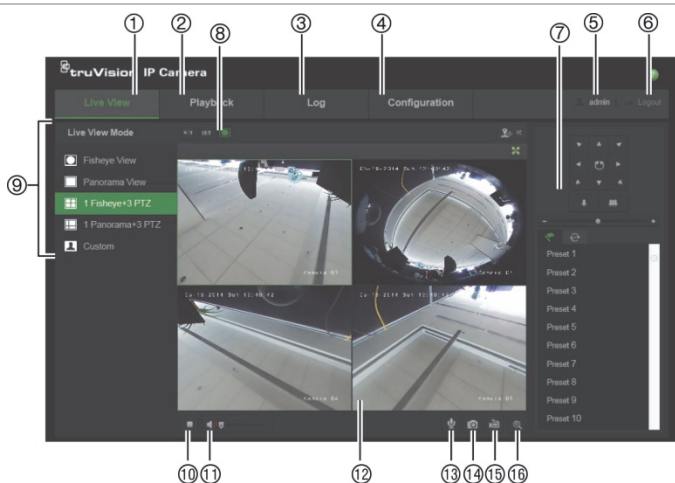 ① ② ⑧ ③ ④ ⑦ ⑤ ⑥
truVision IP Camera
Live View Playback Log Configuration admin Logout
⑨
Live View Mode
Fisheye View
Panorama View
1 Fisheye+3 PTZ
1 Panorama+3 PTZ
Custom
Camera 01
Camera 04
Preset 1
Preset 2
Preset 3
Preset 4
Preset 5
Preset 6
Preset 7
Preset 8
Preset 9
Preset 10
⑩ ⑪ ⑫ ⑬ ⑭ ⑮ ⑯